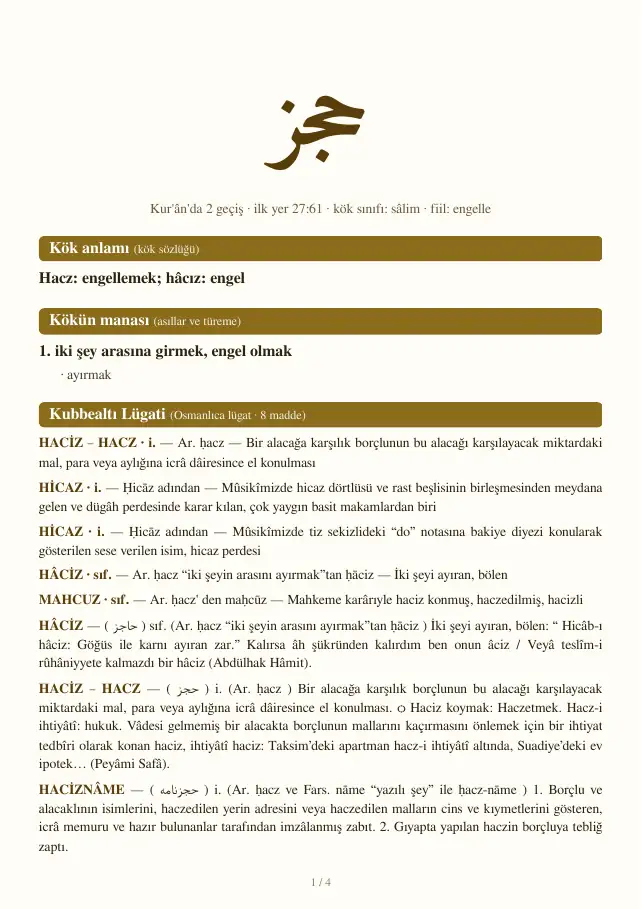 حجز
Kur'ân'da 2 geçiş · ilk yer 27:61 · kök sınıfı: sâlim · fiil: engelle
Kök anlamı (kök sözlüğü)
Hacz: engellemek; hâcız: engel
Kökün manası (asıllar ve türeme)
1. iki şey arasına girmek, engel olmak
· ayırmak
Kubbealtı Lügati (Osmanlıca lügat · 8 madde)
HACİZ – HACZ · i. — Ar. ḥacz — Bir alacağa karşılık borçlunun bu alacağı karşılayacak miktardaki
mal, para veya aylığına icrâ dâiresince el konulması
HİCAZ · i. — Ḥicāz adından — Mûsikîmizde hicaz dörtlüsü ve rast beşlisinin birleşmesinden meydana
gelen ve dügâh perdesinde karar kılan, çok yaygın basit makamlardan biri
HİCAZ · i. — Ḥicāz adından — Mûsikîmizde tiz sekizlideki “do” notasına bakiye diyezi konularak
gösterilen sese verilen isim, hicaz perdesi
HÂCİZ · sıf. — Ar. ḥacz “iki şeyin arasını ayırmak”tan ḥāciz — İki şeyi ayıran, bölen
MAHCUZ · sıf. — Ar. ḥacz' den maḥcūz — Mahkeme karârıyle haciz konmuş, haczedilmiş, hacizli
HÂCİZ — ( حاجز ) sıf. (Ar. ḥacz “iki şeyin arasını ayırmak”tan ḥāciz ) İki şeyi ayıran, bölen: “ Hicâb-ı
hâciz: Göğüs ile karnı ayıran zar.” Kalırsa âh şükründen kalırdım ben onun âciz / Veyâ teslîm-i
rûhâniyyete kalmazdı bir hâciz (Abdülhak Hâmit).
HACİZ – HACZ — ( حجز ) i. (Ar. ḥacz ) Bir alacağa karşılık borçlunun bu alacağı karşılayacak
miktardaki mal, para veya aylığına icrâ dâiresince el konulması. ѻ Haciz koymak: Haczetmek. Hacz-i
ihtiyâtî: hukuk. Vâdesi gelmemiş bir alacakta borçlunun mallarını kaçırmasını önlemek için bir ihtiyat
tedbîri olarak konan haciz, ihtiyâtî haciz: Taksim’deki apartman hacz-i ihtiyâtî altında, Suadiye’deki ev
ipotek… (Peyâmi Safâ).
HACİZNÂME — ( حجزنامه ) i. (Ar. ḥacz ve Fars. nāme “yazılı şey” ile ḥacz-nāme ) 1. Borçlu ve
alacaklının isimlerini, haczedilen yerin adresini veya haczedilen malların cins ve kıymetlerini gösteren,
icrâ memuru ve hazır bulunanlar tarafından imzâlanmış zabıt. 2. Gıyapta yapılan haczin borçluya tebliğ
zaptı.
1 / 4